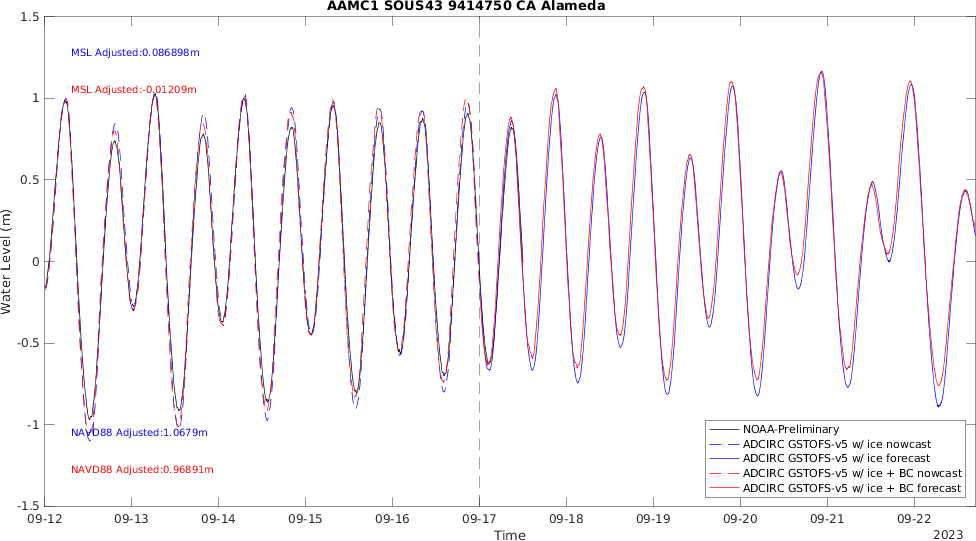 AAMC1 SOUS43 9414750 CA Alameda
1.5
1
0.5
0
-0.5
-1
-1.5
Water Level (m)
MSL Adjusted:0.086898m
MSL Adjusted:-0.01209m
NAVD88 Adjusted:1.0679m
NAVD88 Adjusted:0.96891m
NOAA-Preliminary
ADCIRC GSTOFS-v5 w/ ice nowcast
ADCIRC GSTOFS-v5 w/ ice forecast
ADCIRC GSTOFS-v5 w/ ice + BC nowcast
ADCIRC GSTOFS-v5 w/ ice + BC forecast
09-12 09-13 09-14 09-15 09-16 09-17 09-18 09-19 09-20 09-21 09-22
Time
2023